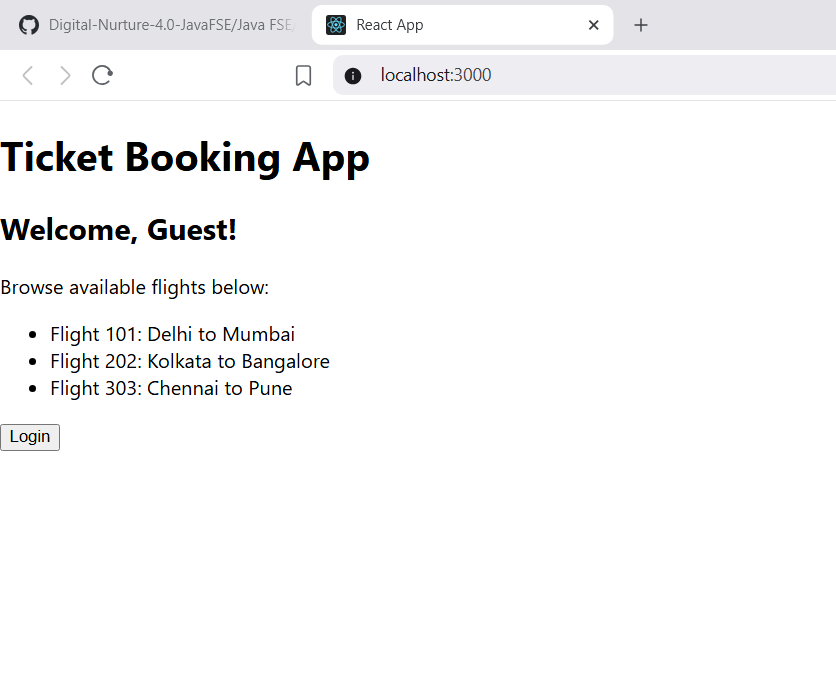 Digital-Nurture-4.0-JavaFSE/Java FSE/
React App
localhost:3000
Ticket Booking App
Welcome, Guest!
Browse available flights below:
Flight 101: Delhi to Mumbai
Flight 202: Kolkata to Bangalore
Flight 303: Chennai to Pune
Login